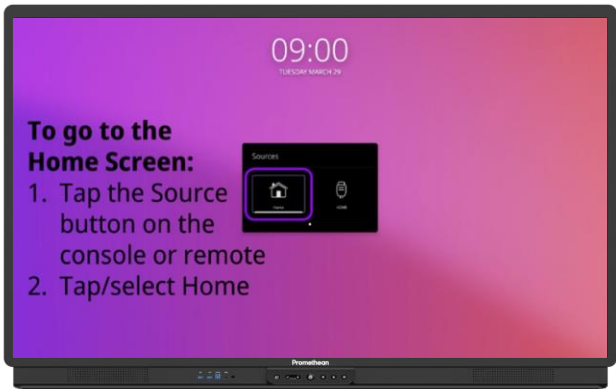 09:00
TUESDAY MARCH 29
To go to the
Home Screen:
1. Tap the Source
button on the
console or remote
2. Tap/select Home
Sources
Home
Promethean